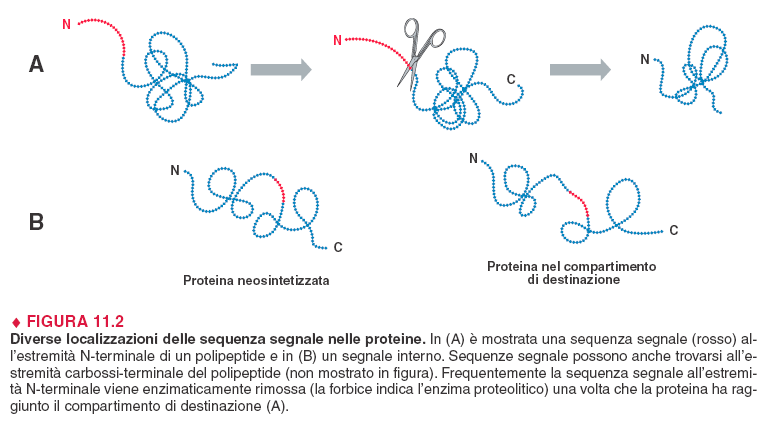 N
A
N
C
N
N
B
C
N
C
Proteina neosintetizzata
Proteina nel compartimento
di destinazione
♦ FIGURA 11.2
Diverse localizzazioni delle sequenza segnale nelle proteine. In (A) è mostrata una sequenza segnale (rosso) al-
l'estremità N-terminale di un polipeptide e in (B) un segnale interno. Sequenze segnale possono anche trovarsi all'e-
stremità carbossi-terminale del polipeptide (non mostrato in figura). Frequentemente la sequenza segnale all'estremi-
tà N-terminale viene enzimaticamente rimossa (la forbice indica l'enzima proteolitico) una volta che la proteina ha rag-
giunto il compartimento di destinazione (A).